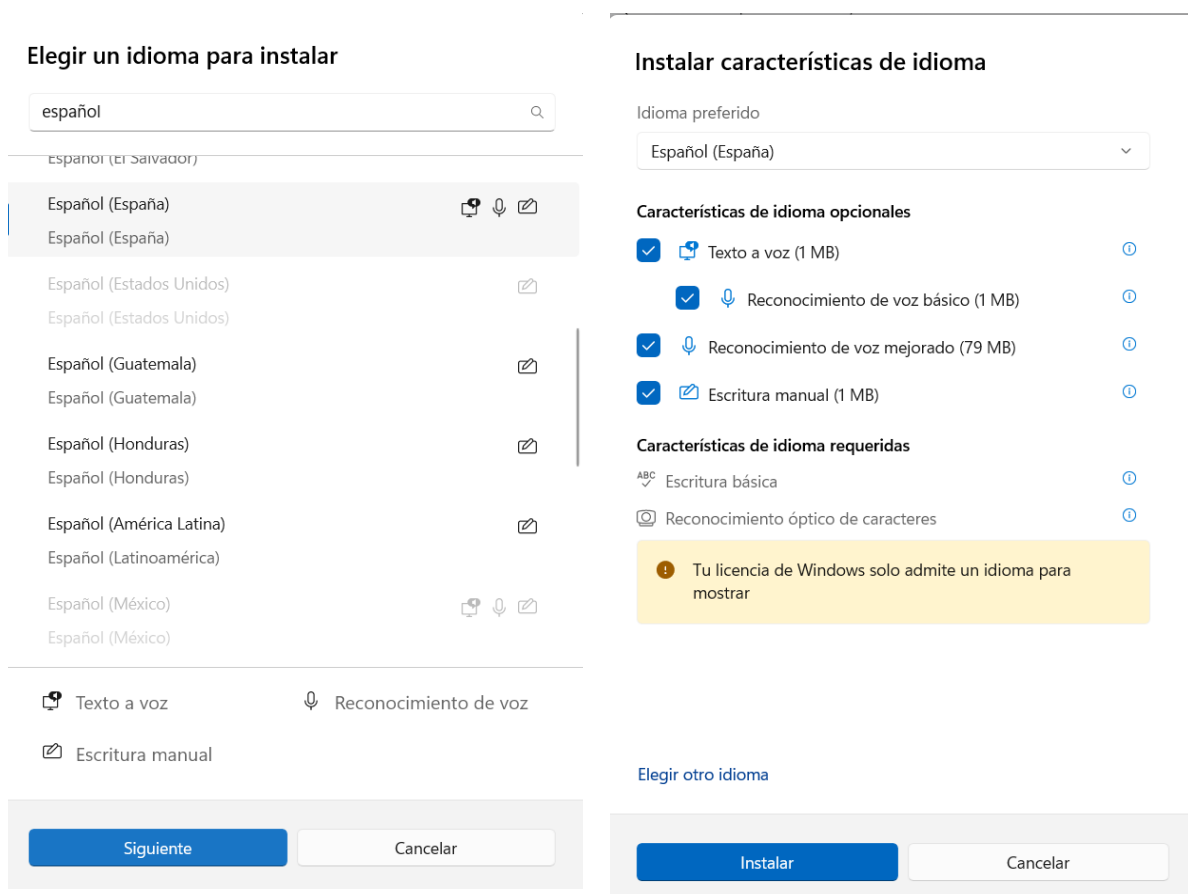 Elegir un idioma para instalar
español
Español (El Salvador)
Español (España)
Español (España)
Español (Estados Unidos)
Español (Estados Unidos)
Español (Guatemala)
Español (Guatemala)
Español (Honduras)
Español (Honduras)
Español (América Latina)
Español (Latinoamérica)
Español (México)
Español (México)
Texto a voz
Reconocimiento de voz
Escritura manual
Siguiente
Cancelar
Instalar características de idioma
Idioma preferido
Español (España)
Características de idioma opcionales
Texto a voz (1 MB)
Reconocimiento de voz básico (1 MB)
Reconocimiento de voz mejorado (79 MB)
Escritura manual (1 MB)
Características de idioma requeridas
ABC Escritura básica
Reconocimiento óptico de caracteres
Tu licencia de Windows solo admite un idioma para
mostrar
Elegir otro idioma
Instalar
Cancelar